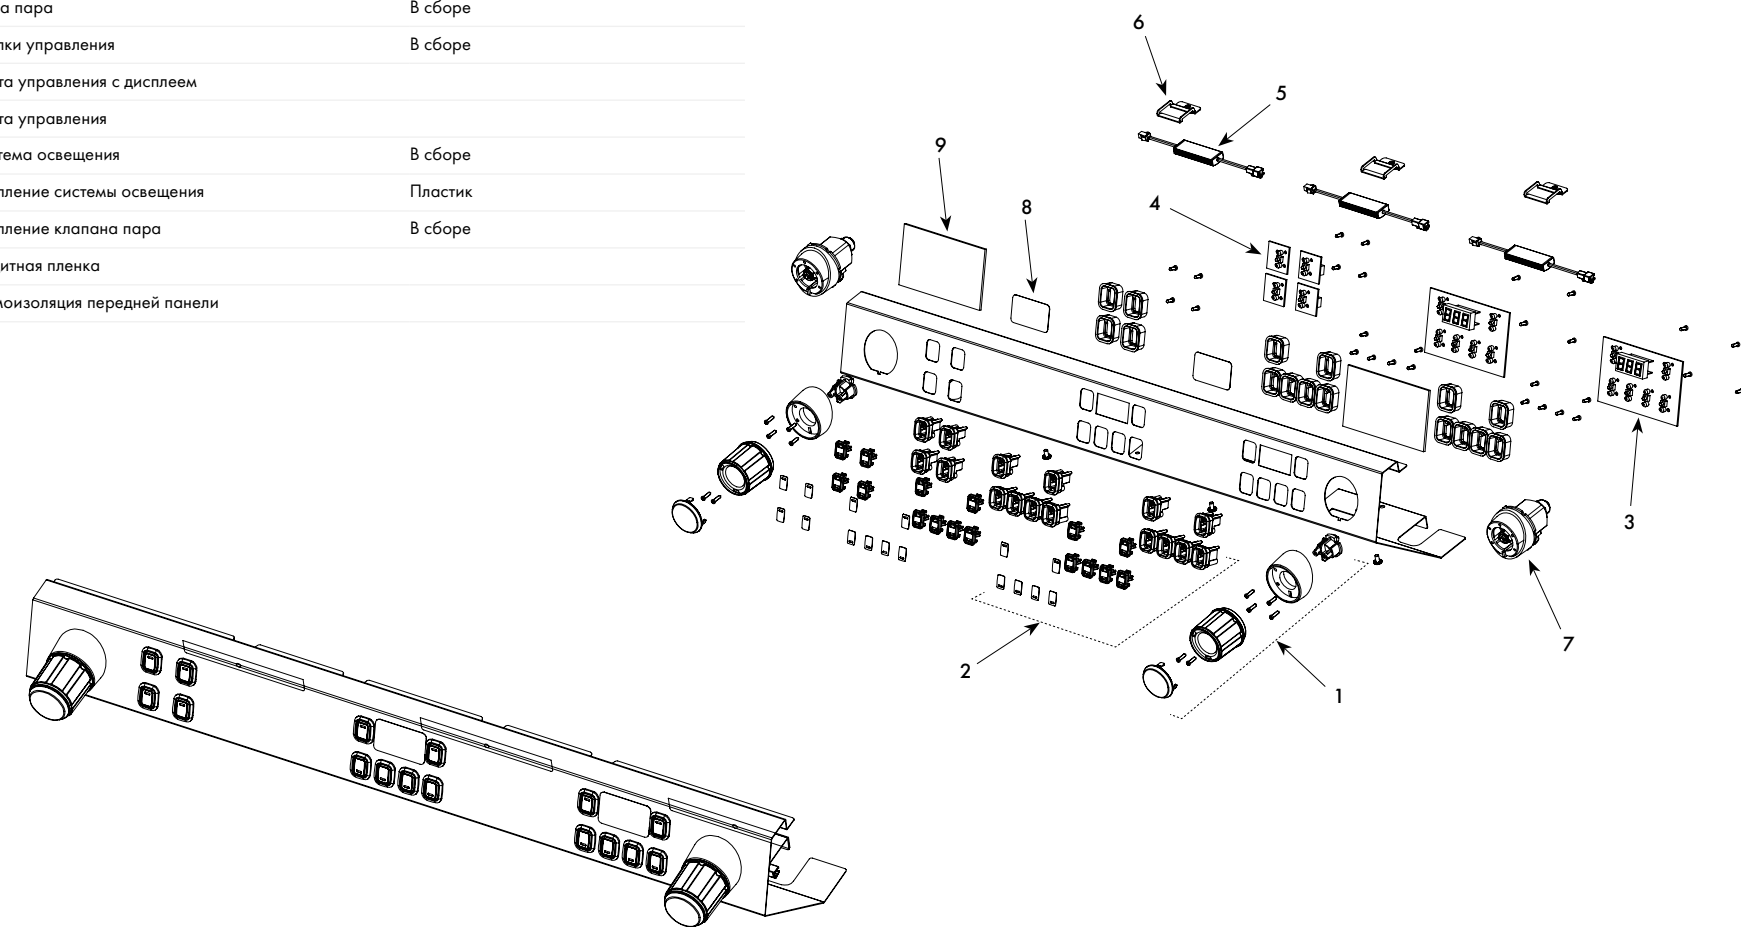 а пара В сборе
лки управления В сборе
та управления с дисплеем
та управления
тема освещения В сборе
пление системы освещения Пластик
пление клапана пара В сборе
итная пленка
моизоляция передней панели
6
5
9
4
8
3
7
2
1